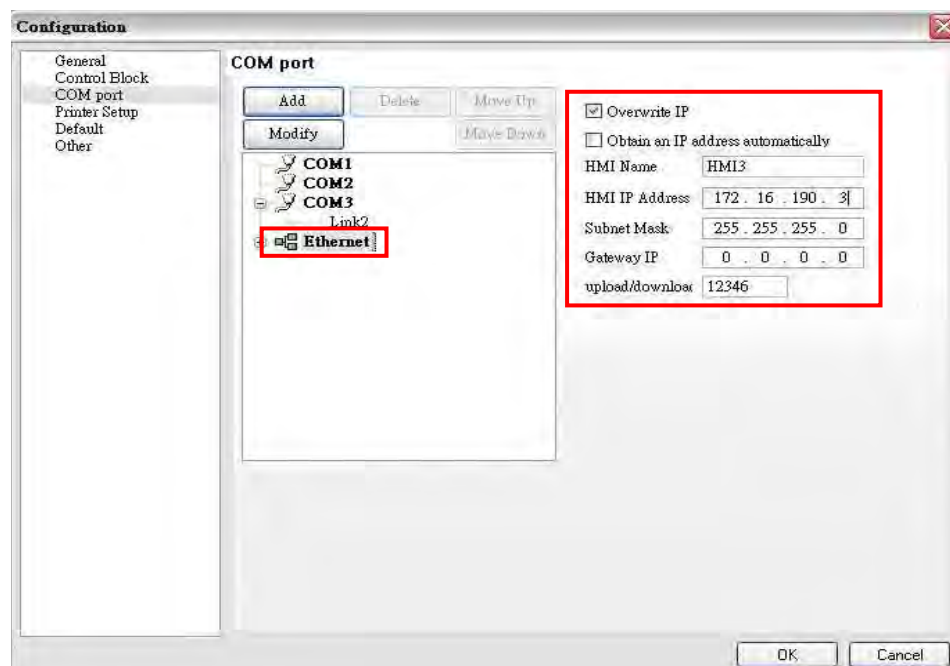 Configuration
General
Control Block
COM port
Printer Setup
Default
Other
COM port
Add Delete Move Up
Modify Move Down
COM1
COM2
COM3
Link2
Ethernet
Overwrite IP
Obtain an IP address automatically
HMI Name HMI3
HMI IP Address 172 . 16 . 190 . 3
Subnet Mask 255 . 255 . 255 . 0
Gateway IP 0 . 0 . 0 . 0
upload/downloa 12346
OK Cancel